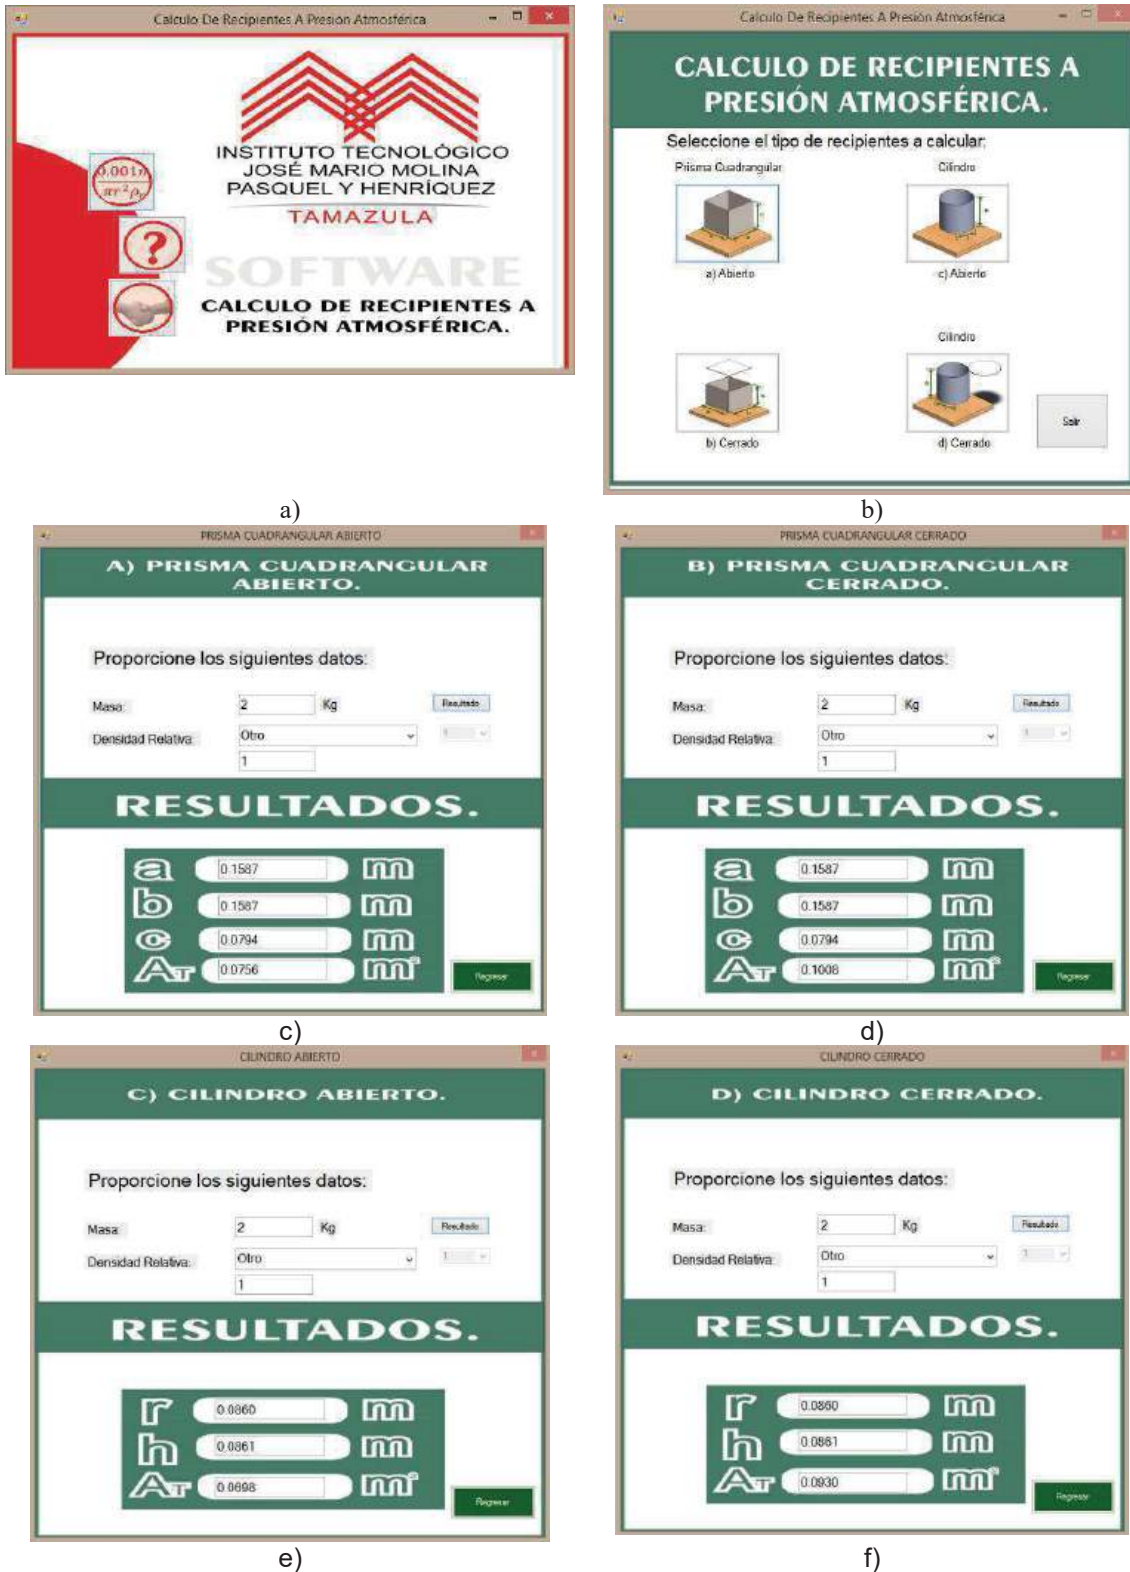 Calculo De Recipientes A Presion Atmosférica
INSTITUTO TECNOLÓGICO
JOSÉ MARIO MOLINA
PASQUEL Y HENRÍQUEZ
TAMAZULA
SOFTWARE
CALCULO DE RECIPIENTES A
PRESIÓN ATMOSFÉRICA.
0.001
πr²ρ
?
a)
Calculo De Recipientes A Presión Atmosférica
CALCULO DE RECIPIENTES A
PRESIÓN ATMOSFÉRICA.
Seleccione el tipo de recipientes a calcular:
Prisma Cuadrangular Cilindro
a) Abierto c) Abierto
Cilindro
Salir
b) Cerrado d) Cerrado
b)
PRISMA CUADRANGULAR ABIERTO
A) PRISMA CUADRANGULAR
ABIERTO.
Proporcione los siguientes datos:
Masa: 2 Kg Resultado
Densidad Relativa: Otro 1
1
RESULTADOS.
a 0.1587 m
b 0.1587 m
c 0.0794 m
AT 0.0756 m²
Regresar
c)
PRISMA CUADRANGULAR CERRADO
B) PRISMA CUADRANGULAR
CERRADO.
Proporcione los siguientes datos:
Masa: 2 Kg Resultado
Densidad Relativa: Otro 1
1
RESULTADOS.
a 0.1587 m
b 0.1587 m
c 0.0794 m
AT 0.1008 m²
Regresar
d)
CILINDRO ABIERTO
C) CILINDRO ABIERTO.
Proporcione los siguientes datos:
Masa: 2 Kg Resultado
Densidad Relativa: Otro 1
1
RESULTADOS.
r 0.0860 m
h 0.0861 m
AT 0.0698 m²
Regresar
e)
CILINDRO CERRADO
D) CILINDRO CERRADO.
Proporcione los siguientes datos:
Masa: 2 Kg Resultado
Densidad Relativa: Otro 1
1
RESULTADOS.
r 0.0860 m
h 0.0861 m
AT 0.0930 m²
Regresar
f)